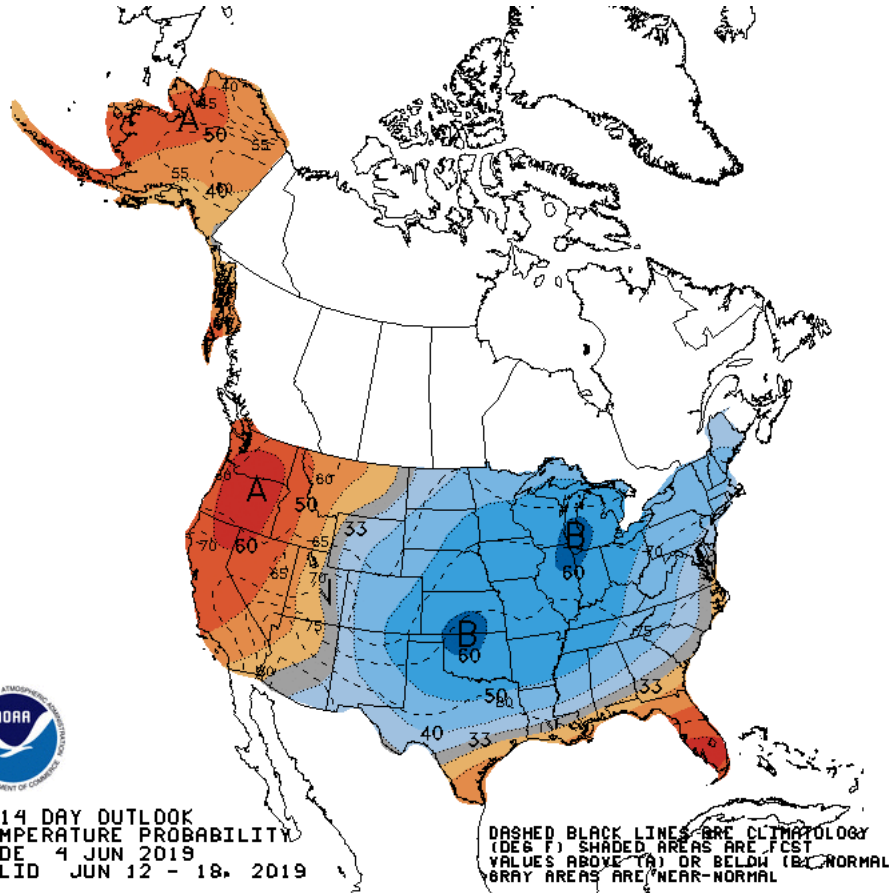 40
45
A
50
55
55
40
60
A
60
50
33
70
60
65
65
70
N
75
80
B
60
70
B
60
75
50
80
33
40
33
NOAA
14 DAY OUTLOOK
MPERATURE PROBABILITY
DE 4 JUN 2019
LID JUN 12 - 18, 2019
DASHED BLACK LINES ARE CLIMATOLOGY
(DEG F) SHADED AREAS ARE FCST
VALUES ABOVE (A) OR BELOW (B) NORMAL
GRAY AREAS ARE NEAR-NORMAL